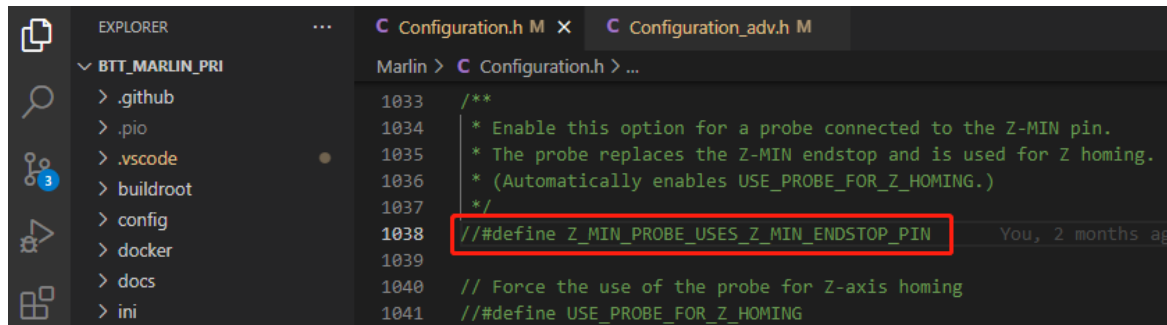 EXPLORER
BTT_MARLIN_PRI
.github
.pio
.vscode
buildroot
config
docker
docs
ini
3
C Configuration.h M X C Configuration_adv.h M
Marlin > C Configuration.h > ...
1033 /**
1034 * Enable this option for a probe connected to the Z-MIN pin.
1035 * The probe replaces the Z-MIN endstop and is used for Z homing.
1036 * (Automatically enables USE_PROBE_FOR_Z_HOMING.)
1037 */
1038 //#define Z_MIN_PROBE_USES_Z_MIN_ENDSTOP_PIN You, 2 months
1039
1040 // Force the use of the probe for Z-axis homing
1041 //#define USE_PROBE_FOR_Z_HOMING